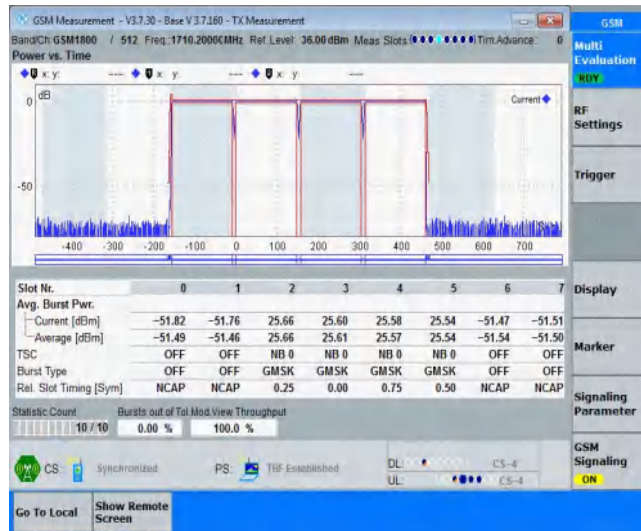 GSM Measurement - V3.7.30 - Base V 3.7.160 - TX Measurement
GSM
Band/Ch: GSM1800 / 512 Freq.:1710.2000 MHz Ref. Level: 36.00 dBm Meas Slots: Tim.Advance: 0
Power vs. Time
Multi Evaluation
RDY
x: y: --- x: y: --- x: y: ---
dB
Current
0
-50
-400 -300 -200 -100 0 100 200 300 400 500 600 700
RF Settings
Trigger
Slot Nr. 0 1 2 3 4 5 6 7
Avg. Burst Pwr.
Current [dBm] -51.82 -51.76 25.66 25.60 25.58 25.54 -51.47 -51.51
Average [dBm] -51.49 -51.46 25.66 25.61 25.57 25.54 -51.54 -51.50
TSC OFF OFF NB 0 NB 0 NB 0 NB 0 OFF OFF
Burst Type OFF OFF GMSK GMSK GMSK GMSK OFF OFF
Rel. Slot Timing [Sym] NCAP NCAP 0.25 0.00 0.75 0.50 NCAP NCAP
Display
Marker
Signaling Parameter
Statistic Count Bursts out of Tol. Mod.View Throughput
10 / 10 0.00 % 100.0 %
CS: Synchronized PS: TBF Established DL: CS-4
UL: CS-4
GSM Signaling
ON
Go To Local
Show Remote Screen